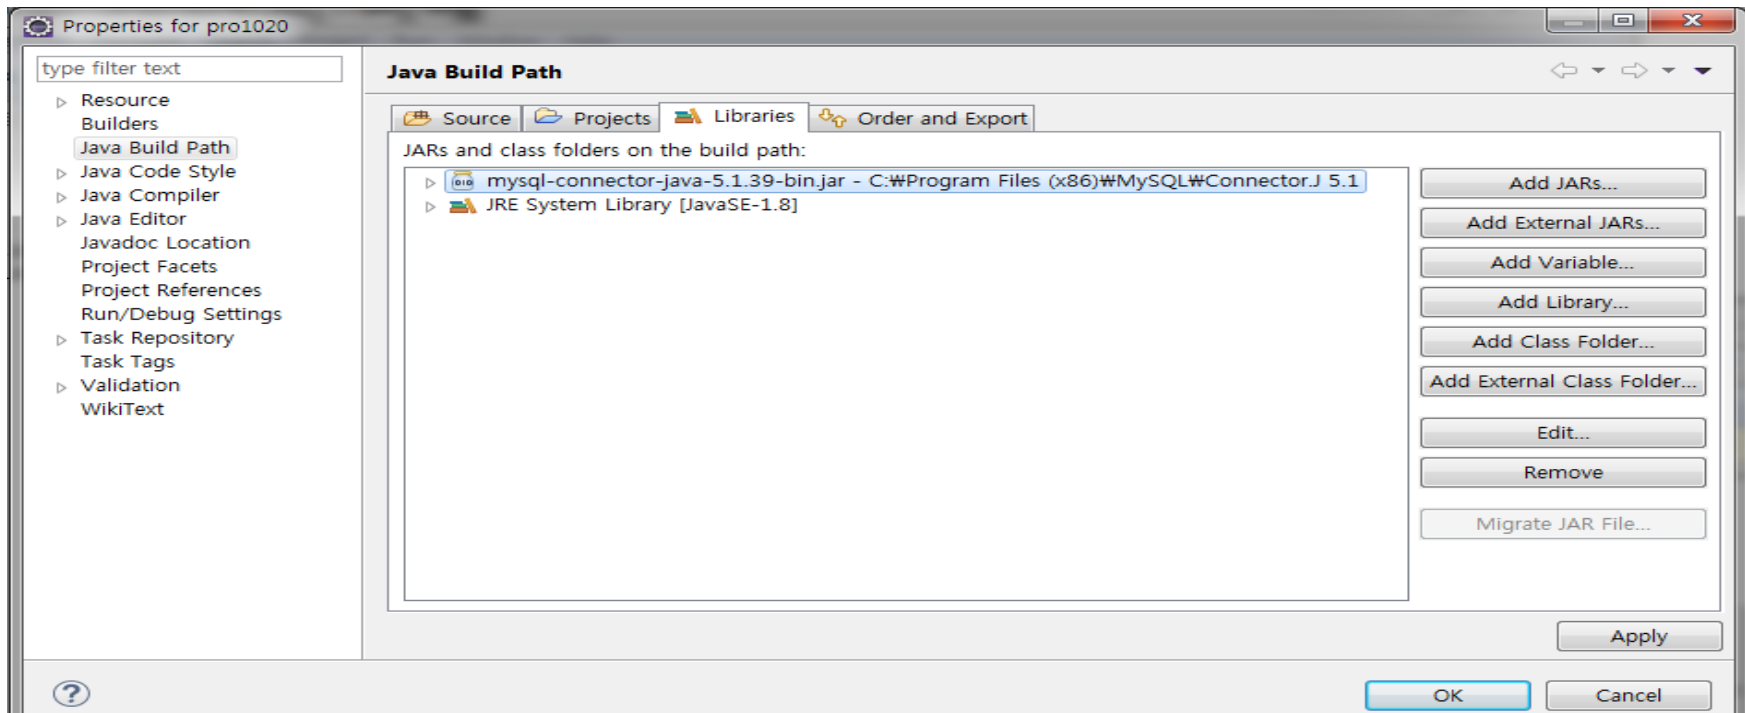 Properties for pro1020
type filter text
Resource
Builders
Java Build Path
Java Code Style
Java Compiler
Java Editor
Javadoc Location
Project Facets
Project References
Run/Debug Settings
Task Repository
Task Tags
Validation
WikiText
Java Build Path
Source
Projects
Libraries
Order and Export
JARs and class folders on the build path:
mysql-connector-java-5.1.39-bin.jar - C:₩Program Files (x86)₩MySQL₩Connector.J 5.1
JRE System Library [JavaSE-1.8]
Add JARs...
Add External JARs...
Add Variable...
Add Library...
Add Class Folder...
Add External Class Folder...
Edit...
Remove
Migrate JAR File...
Apply
OK
Cancel